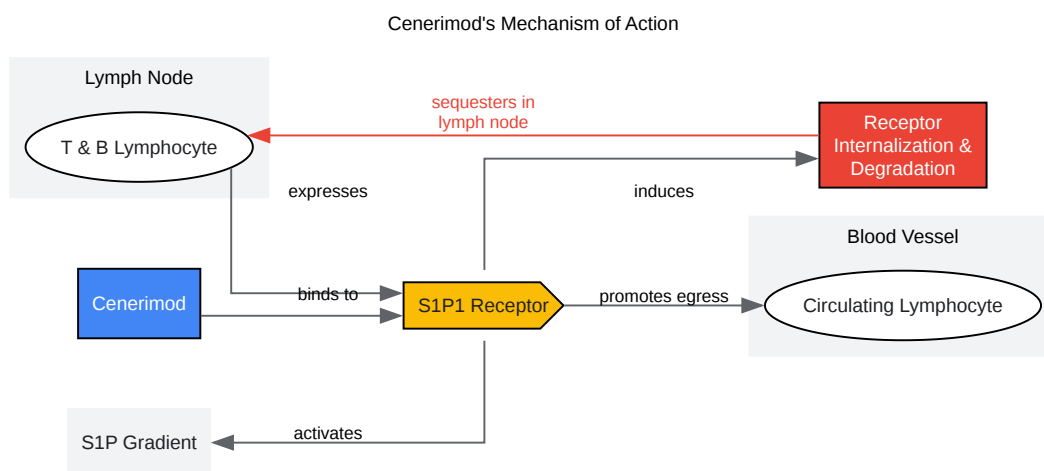 Cenerimod's Mechanism of Action
Lymph Node
T & B Lymphocyte
sequesters in
lymph node
Receptor
Internalization &
Degradation
expresses
induces
Blood Vessel
Cenerimod
binds to
S1P1 Receptor
promotes egress
Circulating Lymphocyte
S1P Gradient
activates